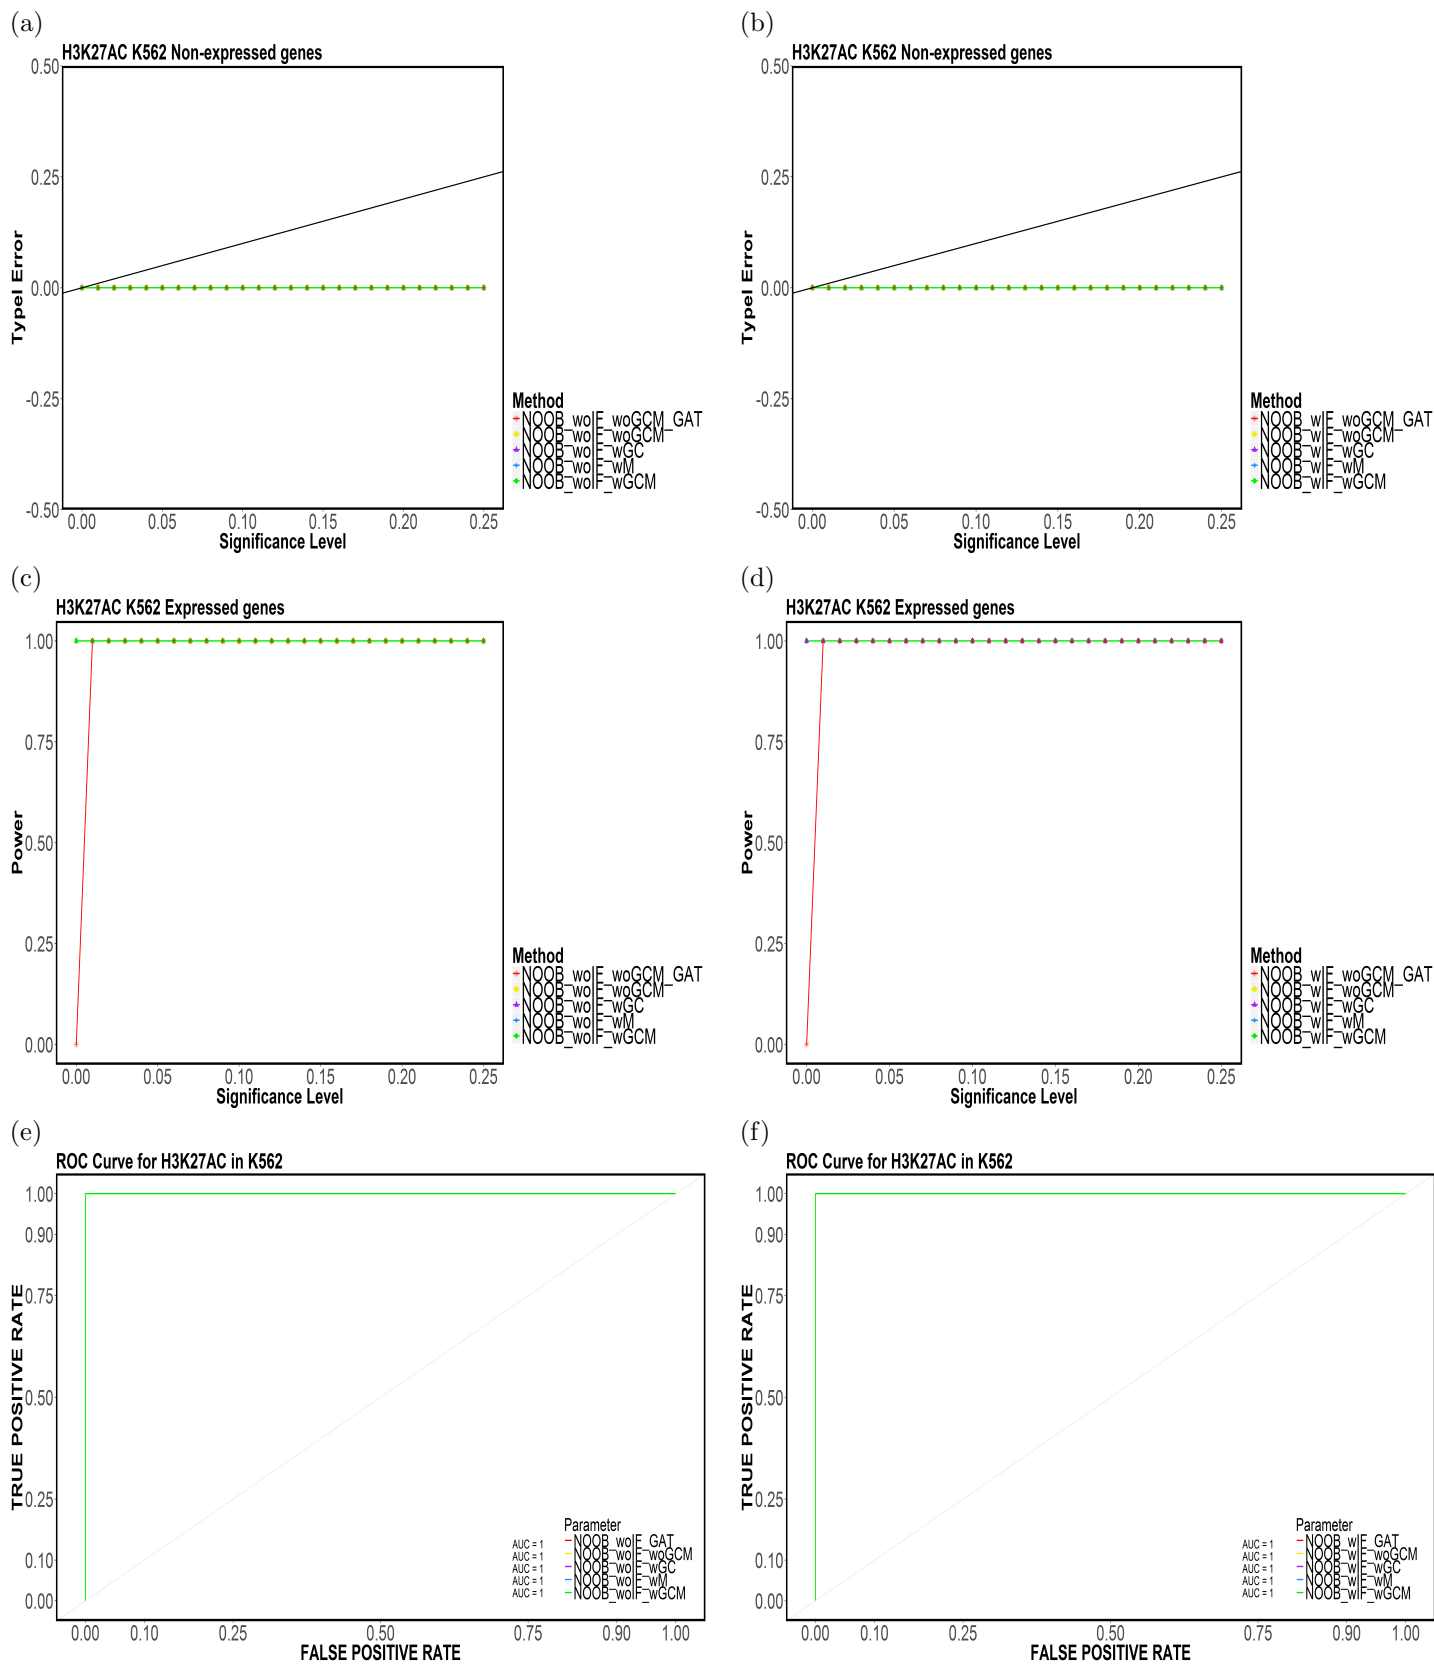 (a)
H3K27AC K562 Non-expressed genes
0.50
0.25
0.00
-0.25
-0.50
TypeI Error
0.00 0.05 0.10 0.15 0.20 0.25
Significance Level
Method
NOOB_woIF_woGCM_GAT
NOOB_woIF_woGCM
NOOB_woIF_wGC
NOOB_woIF_wM
NOOB_woIF_wGCM
(b)
H3K27AC K562 Non-expressed genes
0.50
0.25
0.00
-0.25
-0.50
TypeI Error
0.00 0.05 0.10 0.15 0.20 0.25
Significance Level
Method
NOOB_wIF_woGCM_GAT
NOOB_wIF_woGCM
NOOB_wIF_wGC
NOOB_wIF_wM
NOOB_wIF_wGCM
(c)
H3K27AC K562 Expressed genes
1.00
0.75
0.50
0.25
0.00
Power
0.00 0.05 0.10 0.15 0.20 0.25
Significance Level
Method
NOOB_woIF_woGCM_GAT
NOOB_woIF_woGCM
NOOB_woIF_wGC
NOOB_woIF_wM
NOOB_woIF_wGCM
(d)
H3K27AC K562 Expressed genes
1.00
0.75
0.50
0.25
0.00
Power
0.00 0.05 0.10 0.15 0.20 0.25
Significance Level
Method
NOOB_wIF_woGCM_GAT
NOOB_wIF_woGCM
NOOB_wIF_wGC
NOOB_wIF_wM
NOOB_wIF_wGCM
(e)
ROC Curve for H3K27AC in K562
1.00
0.90
0.75
0.50
0.25
0.10
0.00
TRUE POSITIVE RATE
0.00 0.10 0.25 0.50 0.75 0.90 1.00
FALSE POSITIVE RATE
Parameter
AUC = 1 NOOB_woIF_GAT
AUC = 1 NOOB_woIF_woGCM
AUC = 1 NOOB_woIF_wGC
AUC = 1 NOOB_woIF_wM
AUC = 1 NOOB_woIF_wGCM
(f)
ROC Curve for H3K27AC in K562
1.00
0.90
0.75
0.50
0.25
0.10
0.00
TRUE POSITIVE RATE
0.00 0.10 0.25 0.50 0.75 0.90 1.00
FALSE POSITIVE RATE
Parameter
AUC = 1 NOOB_wIF_GAT
AUC = 1 NOOB_wIF_woGCM
AUC = 1 NOOB_wIF_wGC
AUC = 1 NOOB_wIF_wM
AUC = 1 NOOB_wIF_wGCM